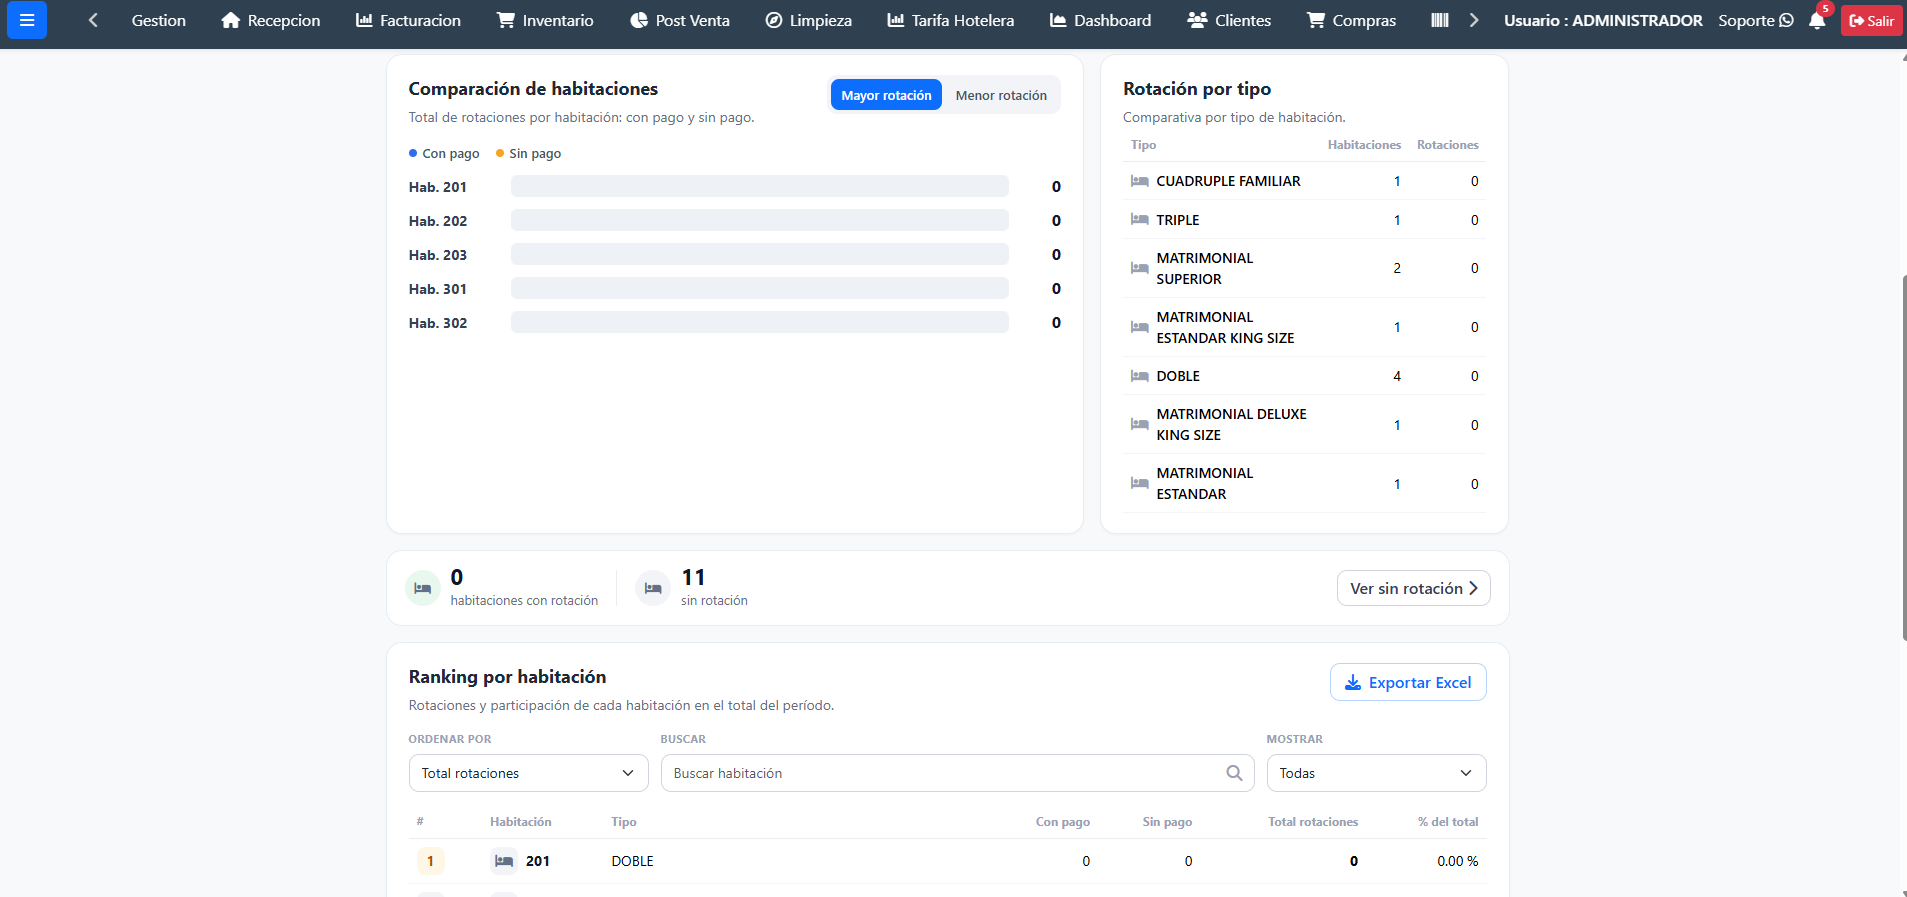 Gestion
Recepcion
Facturacion
Inventario
Post Venta
Limpieza
Tarifa Hotelera
Dashboard
Clientes
Compras
Usuario : ADMINISTRADOR
Soporte
5
Salir
Comparación de habitaciones
Mayor rotación
Menor rotación
Total de rotaciones por habitación: con pago y sin pago.
Con pago
Sin pago
Hab. 201 0
Hab. 202 0
Hab. 203 0
Hab. 301 0
Hab. 302 0
Rotación por tipo
Comparativa por tipo de habitación.
Tipo Habitaciones Rotaciones
CUADRUPLE FAMILIAR 1 0
TRIPLE 1 0
MATRIMONIAL
SUPERIOR 2 0
MATRIMONIAL
ESTANDAR KING SIZE 1 0
DOBLE 4 0
MATRIMONIAL DELUXE
KING SIZE 1 0
MATRIMONIAL
ESTANDAR 1 0
0
habitaciones con rotación
11
sin rotación
Ver sin rotación
Ranking por habitación
Exportar Excel
Rotaciones y participación de cada habitación en el total del período.
ORDENAR POR
BUSCAR
MOSTRAR
Total rotaciones
Buscar habitación
Todas
# Habitación Tipo Con pago Sin pago Total rotaciones % del total
1 201 DOBLE 0 0 0 0.00 %